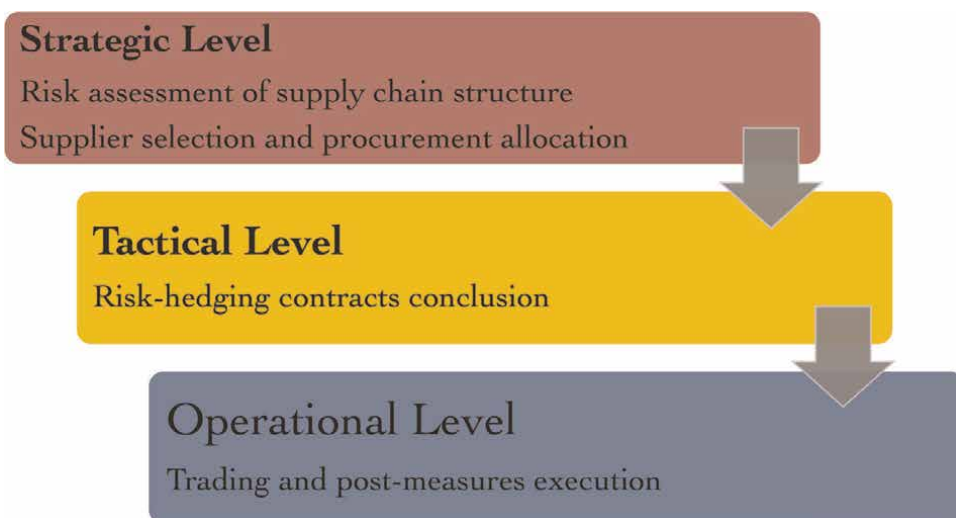 Strategic Level
Risk assessment of supply chain structure
Supplier selection and procurement allocation
Tactical Level
Risk-hedging contracts conclusion
Operational Level
Trading and post-measures execution